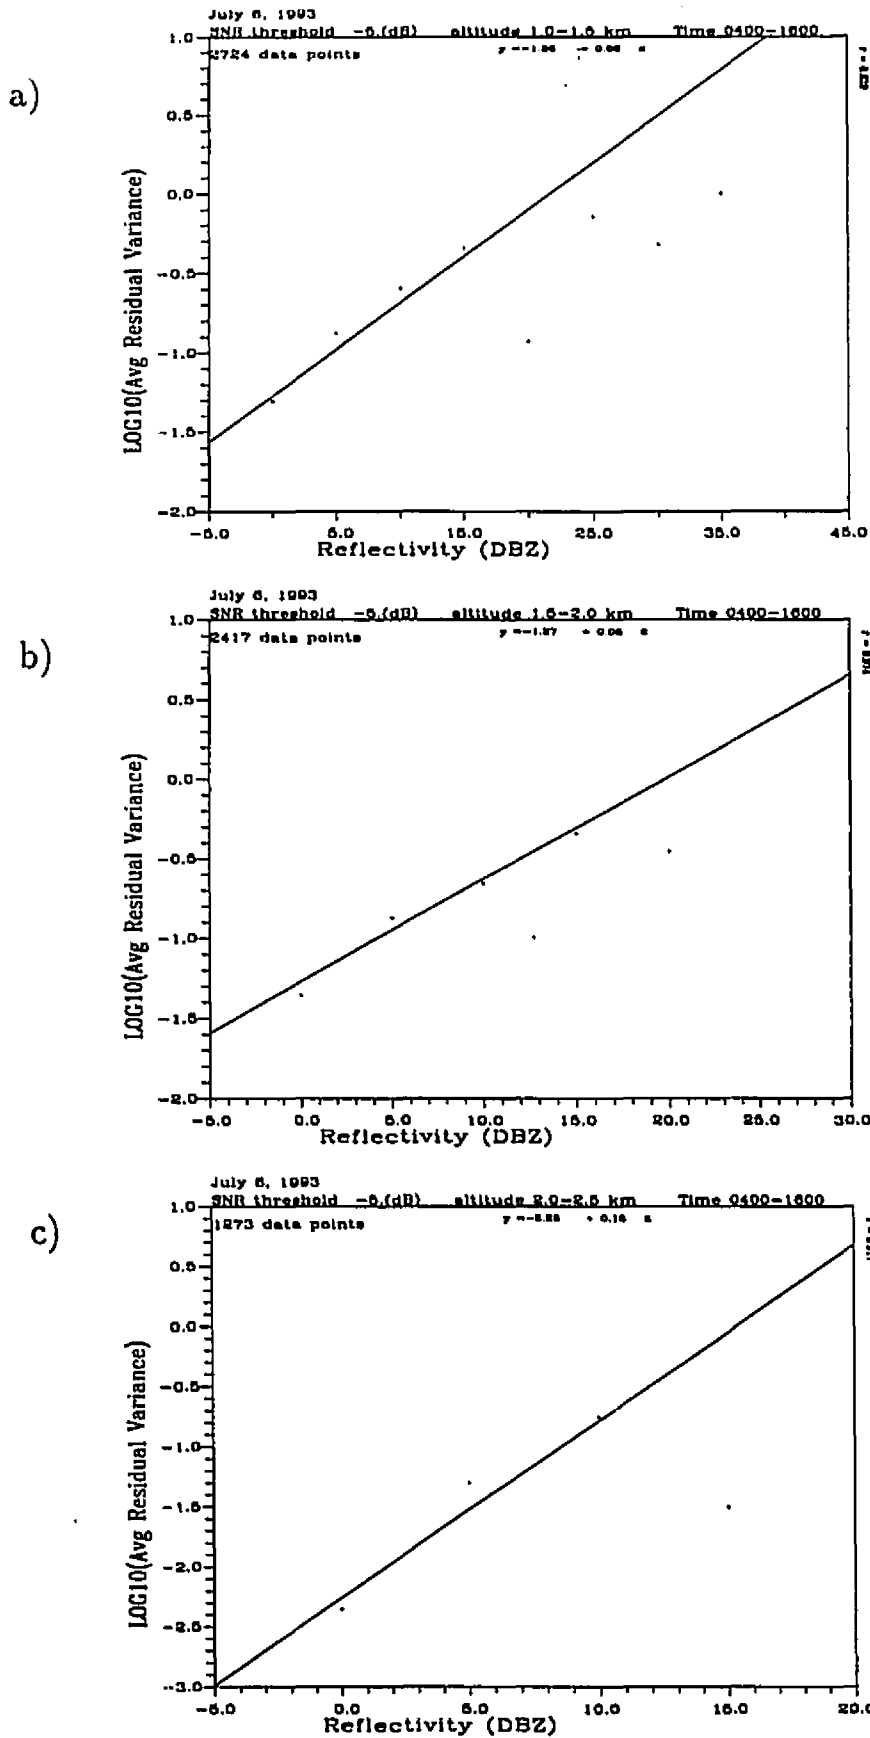 a)
July 6, 1993
SNR threshold -5.(dB) altitude 1.0-1.5 km Time 0400-1600
2724 data points
1.0
0.5
0.0
-0.5
-1.0
-1.5
-2.0
LOG10(Avg Residual Variance)
-5.0 5.0 15.0 25.0 35.0 45.0
Reflectivity (DBZ)
b)
July 6, 1993
SNR threshold -5.(dB) altitude 1.5-2.0 km Time 0400-1600
2417 data points y=-1.27 + 0.06 x
1.0
0.5
0.0
-0.5
-1.0
-1.5
-2.0
LOG10(Avg Residual Variance)
-5.0 0.0 5.0 10.0 15.0 20.0 25.0 30.0
Reflectivity (DBZ)
c)
July 6, 1993
SNR threshold -5.(dB) altitude 2.0-2.5 km Time 0400-1600
1273 data points
1.0
0.5
0.0
-0.5
-1.0
-1.5
-2.0
-2.5
-3.0
LOG10(Avg Residual Variance)
-5.0 0.0 5.0 10.0 15.0 20.0
Reflectivity (DBZ)